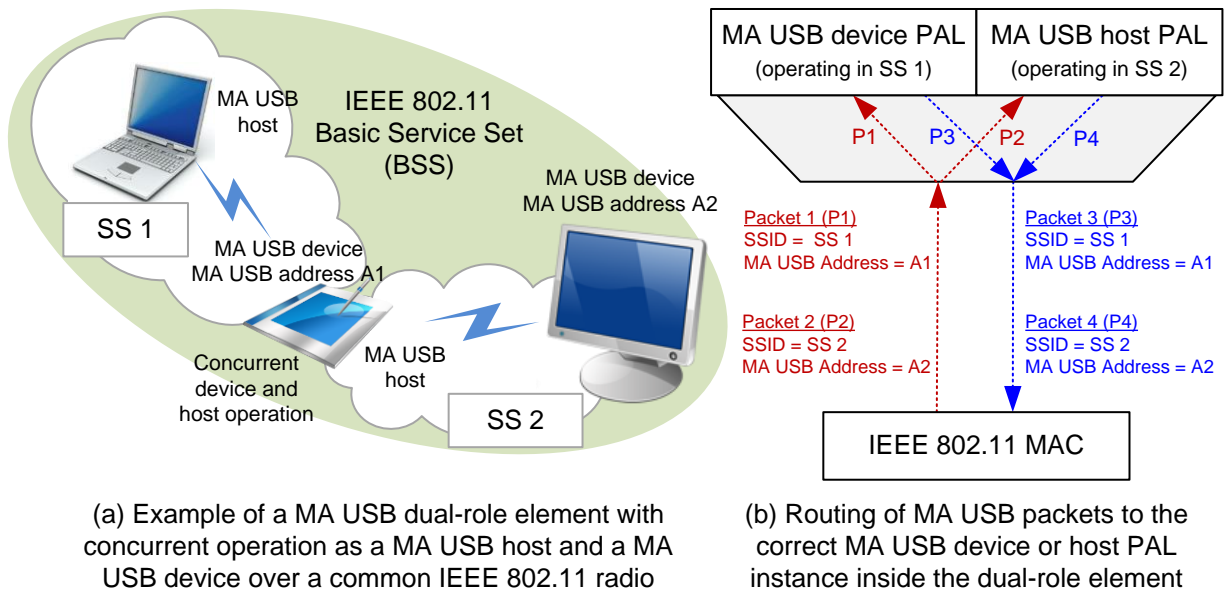 MA USB
host
IEEE 802.11
Basic Service Set
(BSS)
SS 1
MA USB device
MA USB address A2
MA USB device
MA USB address A1
MA USB
host
Concurrent
device and
host operation
SS 2
(a) Example of a MA USB dual-role element with
concurrent operation as a MA USB host and a MA
USB device over a common IEEE 802.11 radio
MA USB device PAL
(operating in SS 1)
MA USB host PAL
(operating in SS 2)
P1
P3
P2
P4
Packet 1 (P1)
SSID =  SS 1
MA USB Address = A1
Packet 3 (P3)
SSID = SS 1
MA USB Address = A1
Packet 2 (P2)
SSID = SS 2
MA USB Address = A2
Packet 4 (P4)
SSID = SS 2
MA USB Address = A2
IEEE 802.11 MAC
(b) Routing of MA USB packets to the
correct MA USB device or host PAL
instance inside the dual-role element